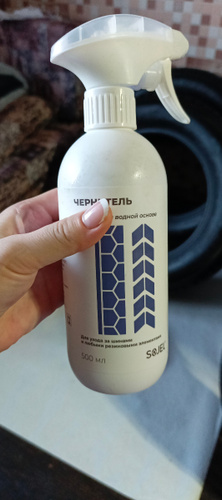 ЧЕРНИТЕЛЬ
водной основе
Для ухода за шинами
и любыми резиновыми элементами
500 мл